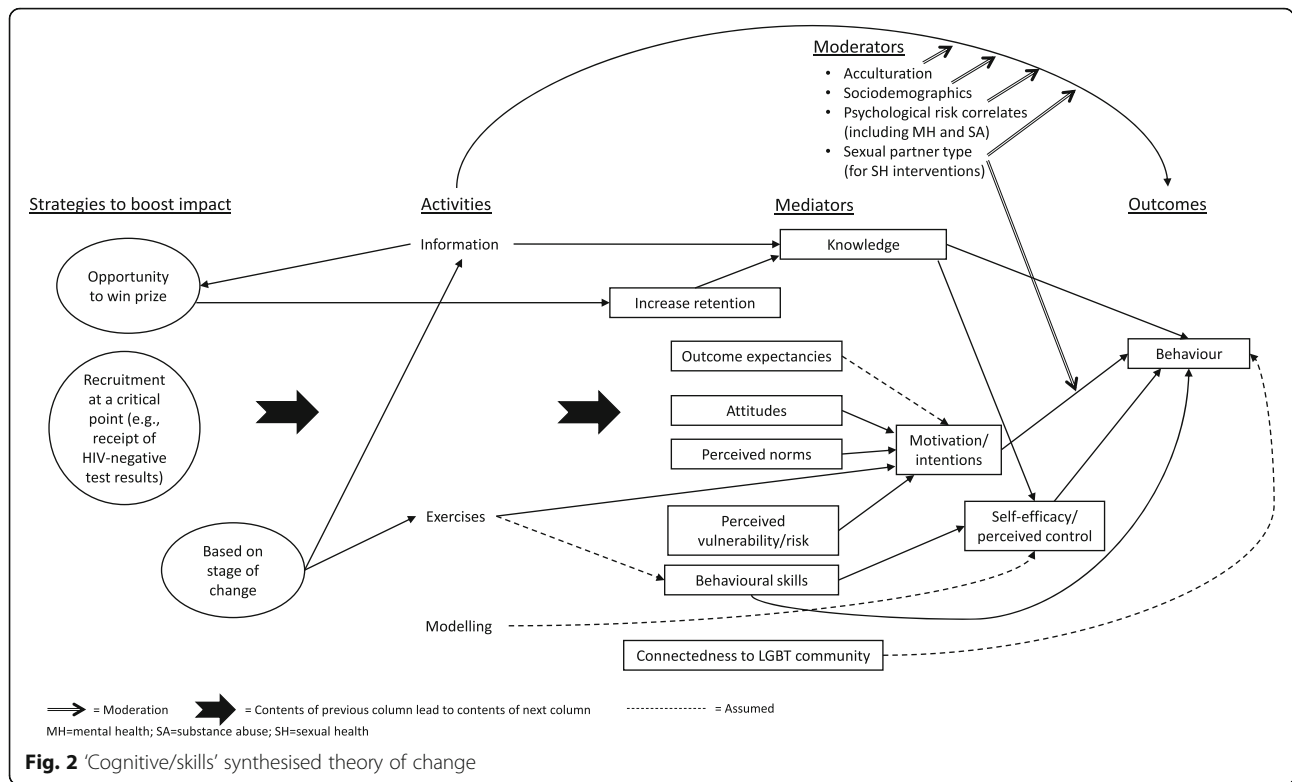 Moderators
• Acculturation
• Sociodemographics
• Psychological risk correlates
(including MH and SA)
• Sexual partner type
(for SH interventions)
Strategies to boost impact
Activities
Mediators
Outcomes
Information
Knowledge
Opportunity
to win prize
Increase retention
Outcome expectancies
Behaviour
Recruitment
at a critical
point (e.g.,
receipt of
HIV-negative
test results)
Attitudes
Motivation/
intentions
Perceived norms
Exercises
Perceived
vulnerability/risk
Self-efficacy/
perceived control
Based on
stage of
change
Behavioural skills
Modelling
Connectedness to LGBT community
= Moderation
= Contents of previous column lead to contents of next column
= Assumed
MH=mental health; SA=substance abuse; SH=sexual health
Fig. 2 'Cognitive/skills' synthesised theory of change